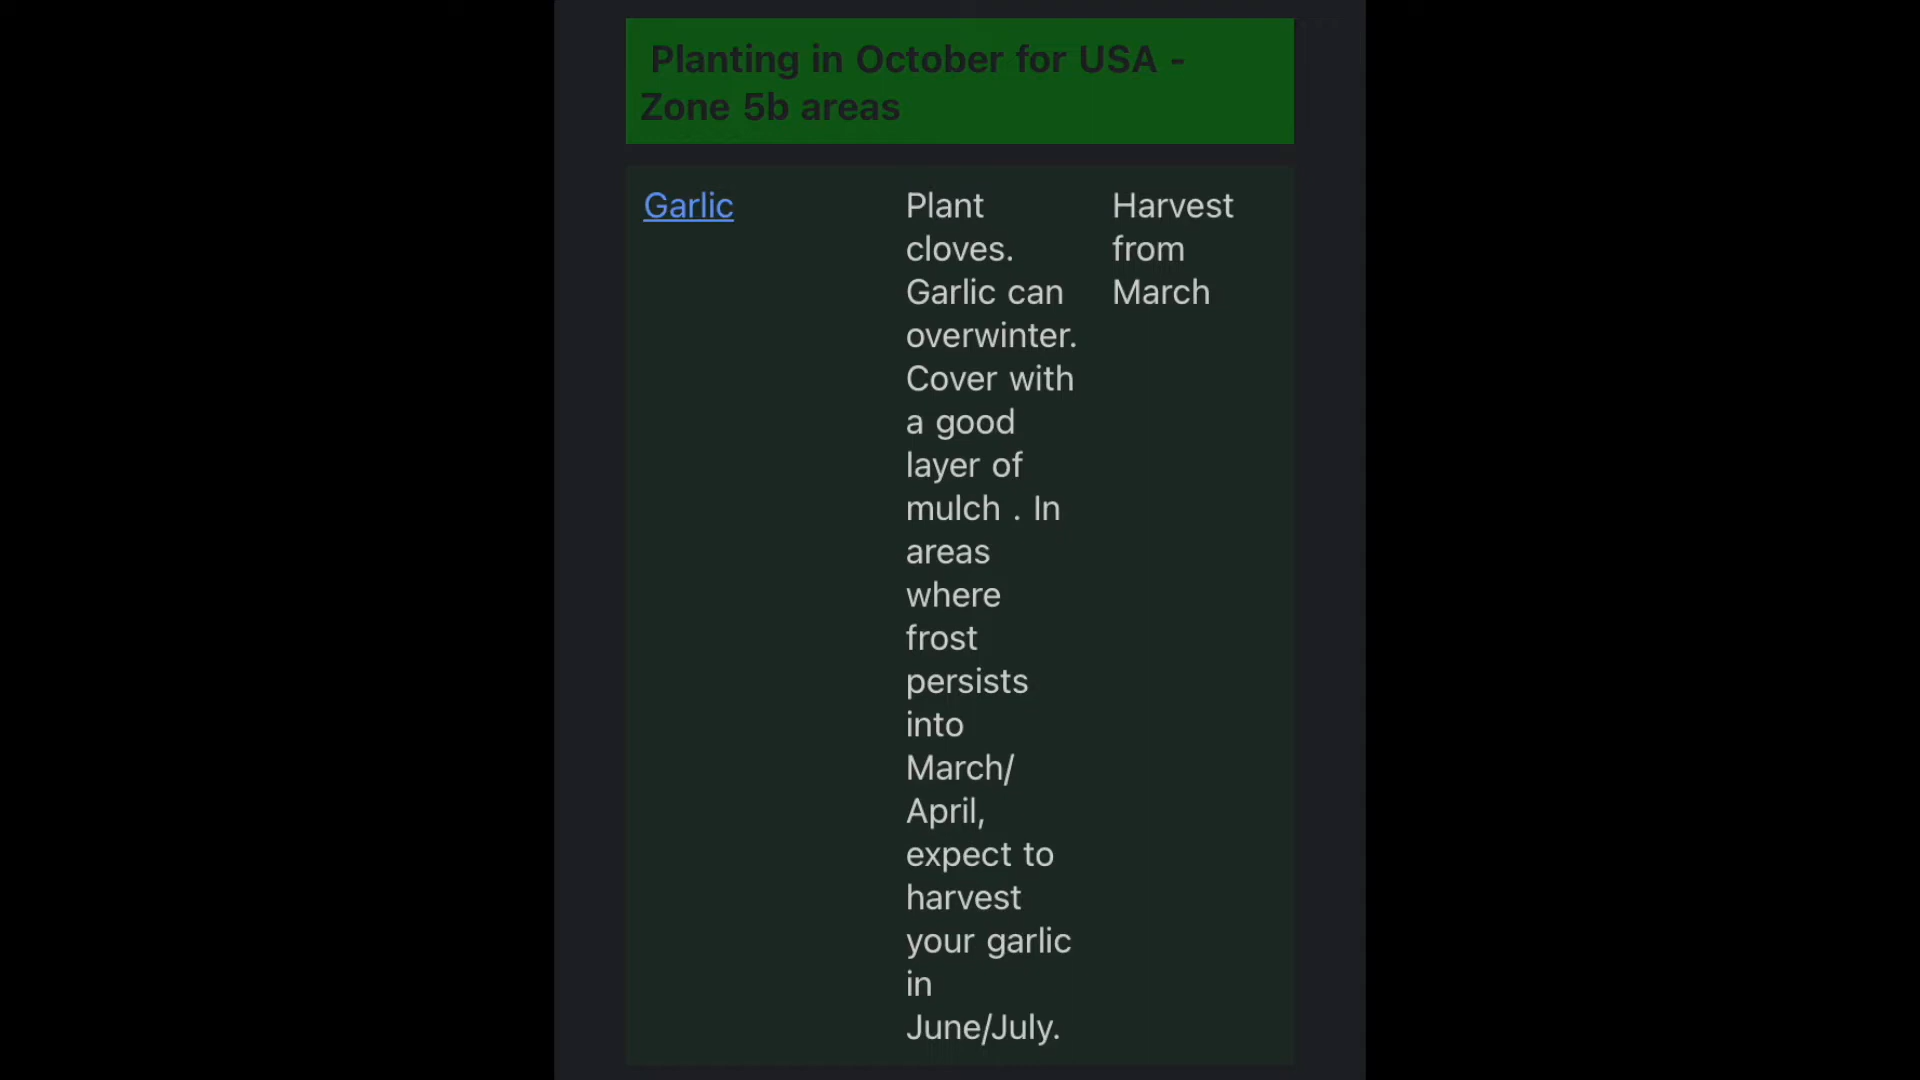 Planting in October for USA -
Zone 5b areas
Garlic
Plant
cloves.
Garlic can
overwinter.
Cover with
a good
layer of
mulch . In
areas
where
frost
persists
into
March/
April,
expect to
harvest
your garlic
in
June/July.
Harvest
from
March